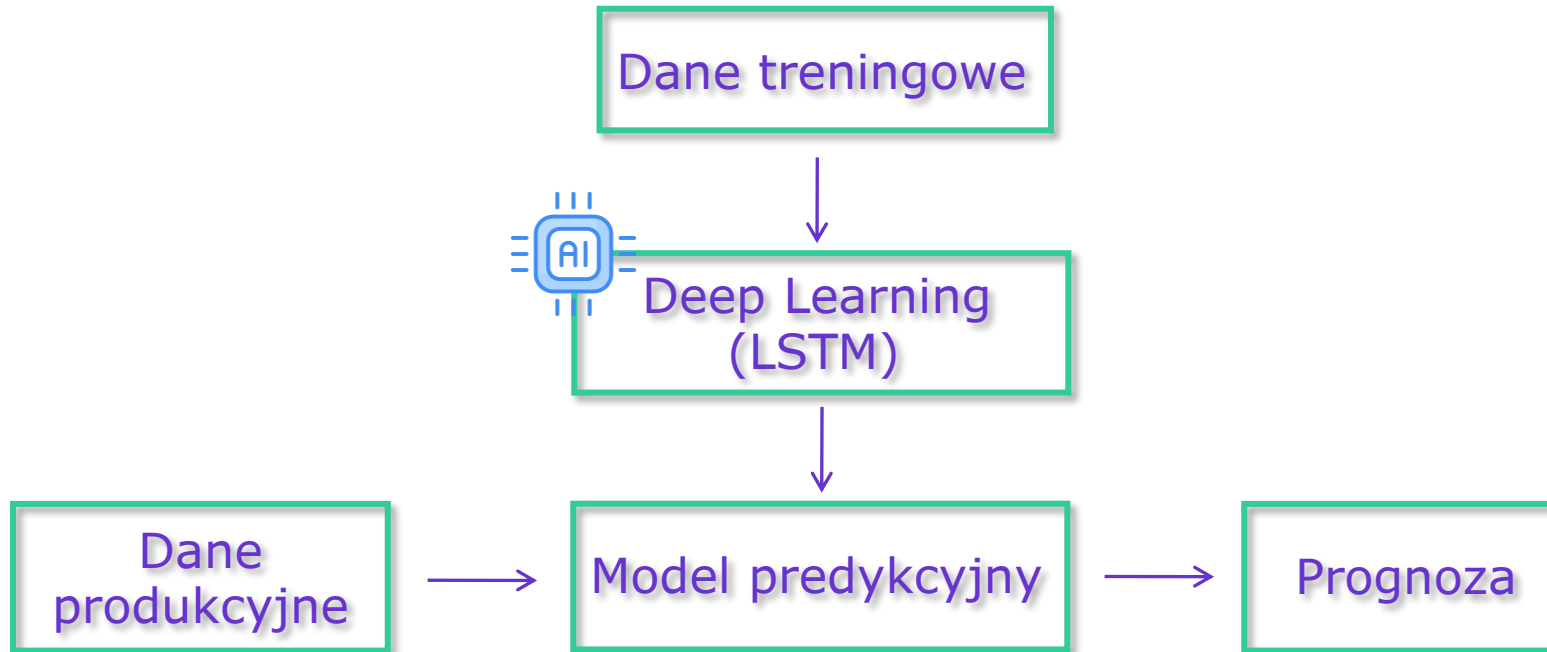 Dane treningowe
AI
Deep Learning
(LSTM)
Dane
produkcyjne
Model predykcyjny
Prognoza